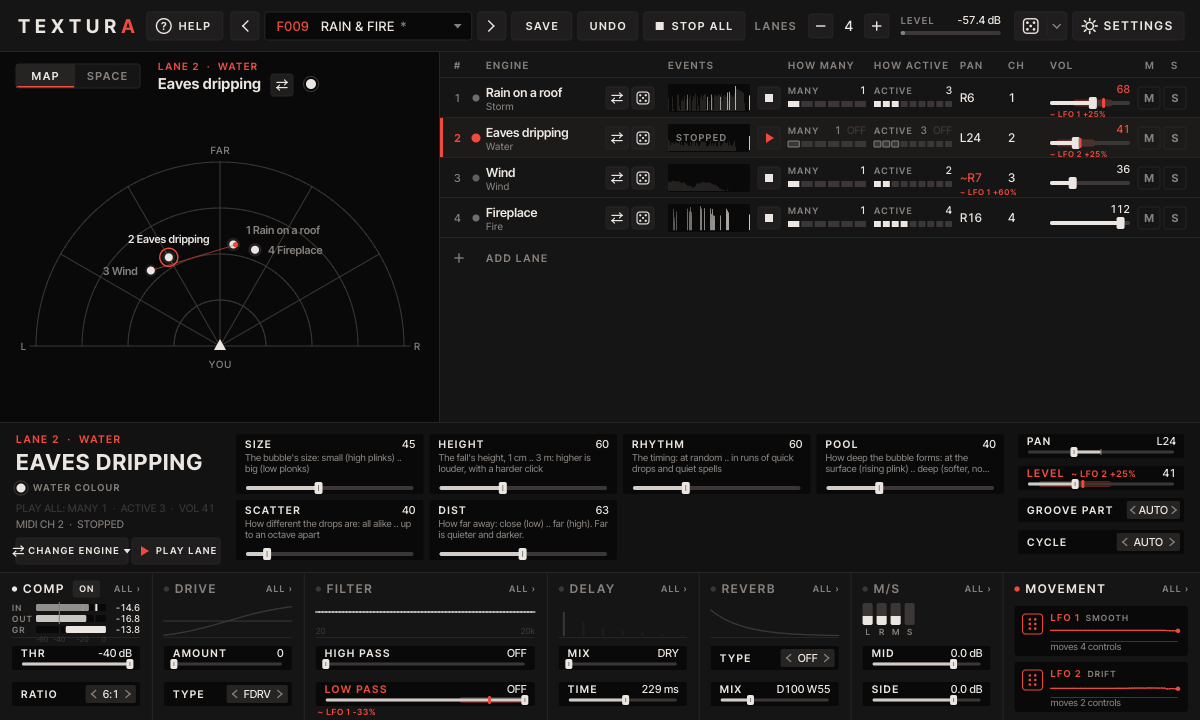 TEXTURA
HELP
F009 RAIN & FIRE *
SAVE
UNDO
STOP ALL
LANES
4
LEVEL -57.4 dB
SETTINGS
MAP
SPACE
LANE 2 · WATER
Eaves dripping
FAR
1 Rain on a roof
2 Eaves dripping
4 Fireplace
3 Wind
L
R
YOU
# ENGINE EVENTS HOW MANY HOW ACTIVE PAN CH VOL M S
1 Rain on a roof MANY 1 ACTIVE 3 R6 1 68 M S
Storm
~ LFO 1 +25%
2 Eaves dripping STOPPED MANY 1 OFF ACTIVE 3 OFF L24 2 41 M S
Water
~ LFO 2 +25%
3 Wind MANY 1 ACTIVE 2 ~R7 3 36 M S
Wind
~ LFO 1 +60%
4 Fireplace MANY 1 ACTIVE 4 R16 4 112 M S
Fire
+ ADD LANE
LANE 2 · WATER
EAVES DRIPPING
WATER COLOUR
PLAY ALL: MANY 1 · ACTIVE 3 · VOL 41
MIDI CH 2 · STOPPED
CHANGE ENGINE
PLAY LANE
SIZE 45
The bubble's size: small (high plinks) ..
big (low plonks)
HEIGHT 60
The fall's height, 1 cm .. 3 m: higher is
louder, with a harder click
RHYTHM 60
The timing: at random .. in runs of quick
drops and quiet spells
POOL 40
How deep the bubble forms: at the
surface (rising plink) .. deep (softer, no...
SCATTER 40
How different the drops are: all alike .. up
to an octave apart
DIST 63
How far away: close (low) .. far (high). Far
is quieter and darker.
PAN L24
LEVEL ~ LFO 2 +25% 41
GROOVE PART < AUTO >
CYCLE < AUTO >
COMP ON ALL ›
IN -14.6
OUT -16.8
GR -13.8
-60 -40 -20 0
THR -40 dB
RATIO < 6:1 >
DRIVE ALL ›
AMOUNT 0
TYPE < FDRV >
FILTER ALL ›
20 20k
HIGH PASS OFF
LOW PASS OFF
~ LFO 1 -33%
DELAY ALL ›
MIX DRY
TIME 229 ms
REVERB ALL ›
TYPE < OFF >
MIX D100 W55
M/S ALL ›
L R M S
MID 0.0 dB
SIDE 0.0 dB
MOVEMENT ALL ›
LFO 1 SMOOTH
moves 4 controls
LFO 2 DRIFT
moves 2 controls